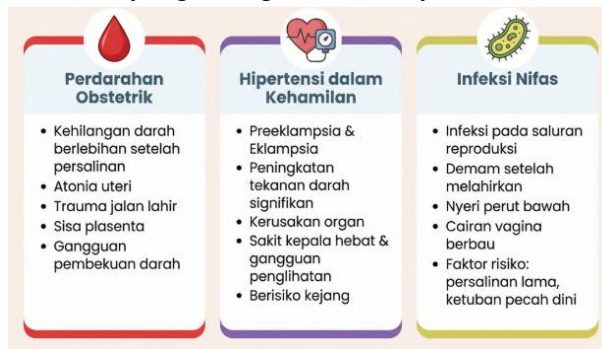 Perdarahan
Obstetrik
• Kehilangan darah
berlebihan setelah
persalinan
• Atonia uteri
• Trauma jalan lahir
• Sisa plasenta
• Gangguan
pembekuan darah
Hipertensi dalam
Kehamilan
• Preeklampsia &
Eklampsia
• Peningkatan
tekanan darah
signifikan
• Kerusakan organ
• Sakit kepala hebat &
gangguan
penglihatan
• Berisiko kejang
Infeksi Nifas
• Infeksi pada saluran
reproduksi
• Demam setelah
melahirkan
• Nyeri perut bawah
• Cairan vagina
berbau
• Faktor risiko:
persalinan lama,
ketuban pecah dini